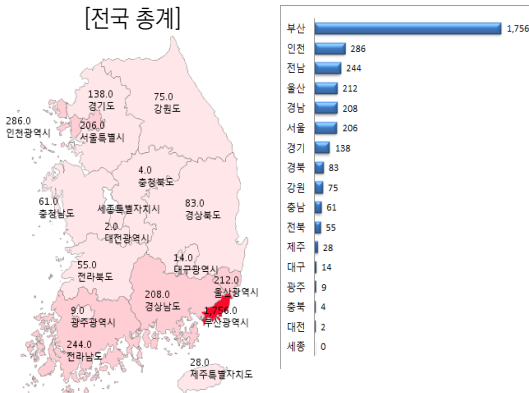 [전국 총계]
138.0
경기도
75.0
강원도
286.0
인천광역시
206.0
서울특별시
4.0
충청북도
61.0
충청남도
세종특별자치시
83.0
경상북도
2.0
대전광역시
14.0
대구광역시
55.0
전라북도
212.0
울산광역시
208.0
경상남도
1,756.0
부산광역시
9.0
광주광역시
244.0
전라남도
28.0
제주특별자치도
부산 1,756
인천 286
전남 244
울산 212
경남 208
서울 206
경기 138
경북 83
강원 75
충남 61
전북 55
제주 28
대구 14
광주 9
충북 4
대전 2
세종 0